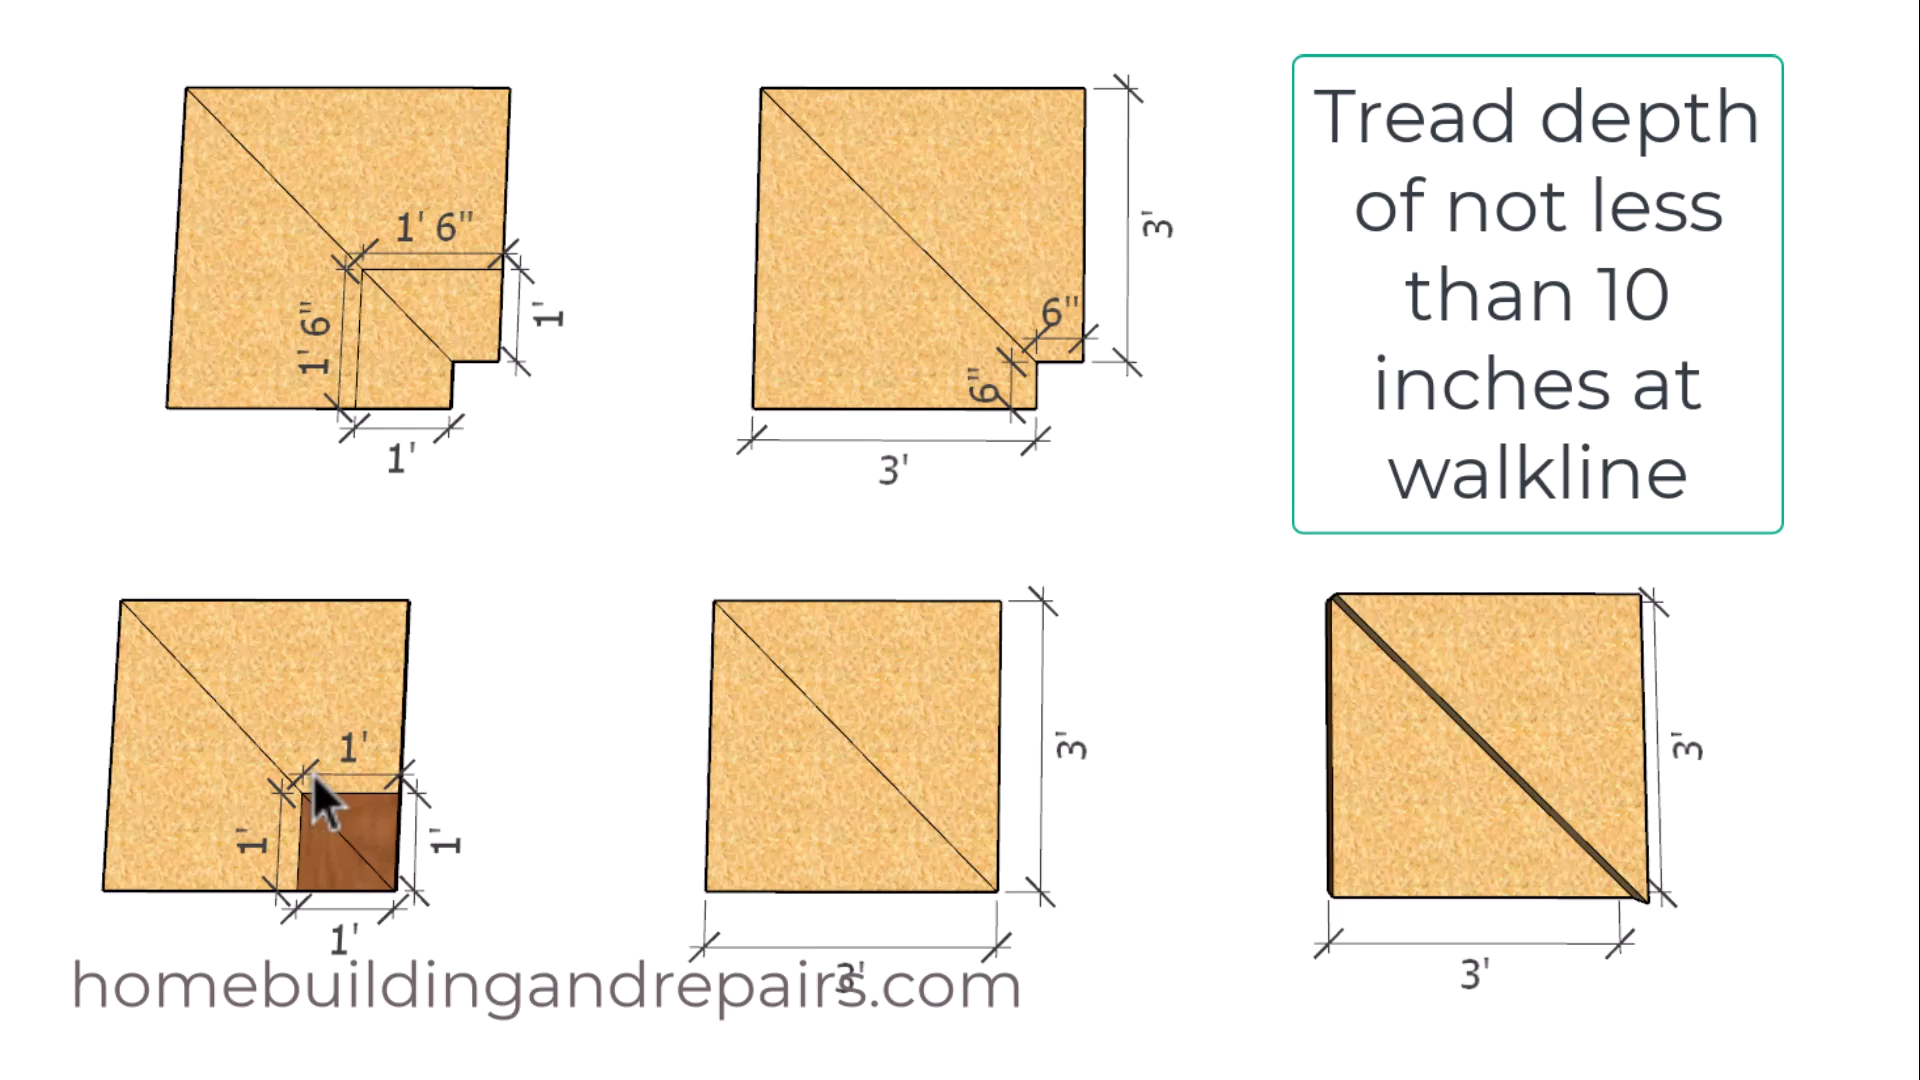 1' 6"
1' 6"
1'
1'
3'
6"
6"
3'
Tread depth
of not less
than 10
inches at
walkline
1'
1'
1'
1'
3'
3'
3'
3'
homebuildingandrepairs.com